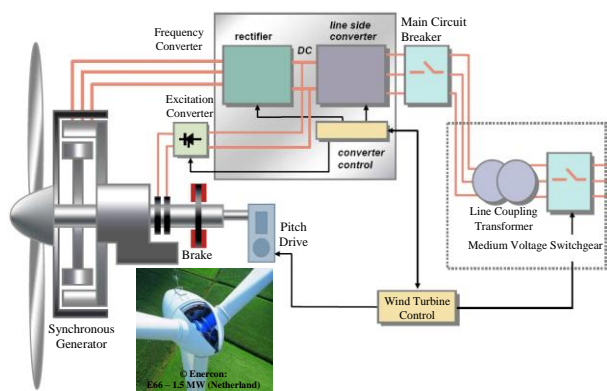 Frequency
Converter
rectifier
DC
line side
converter
Main Circuit
Breaker
Excitation
Converter
converter
control
Line Coupling
Transformer
Medium Voltage Switchgear
Pitch
Drive
Brake
Synchronous
Generator
Wind Turbine
Control
© Enercon:
E66 – 1.5 MW (Netherland)